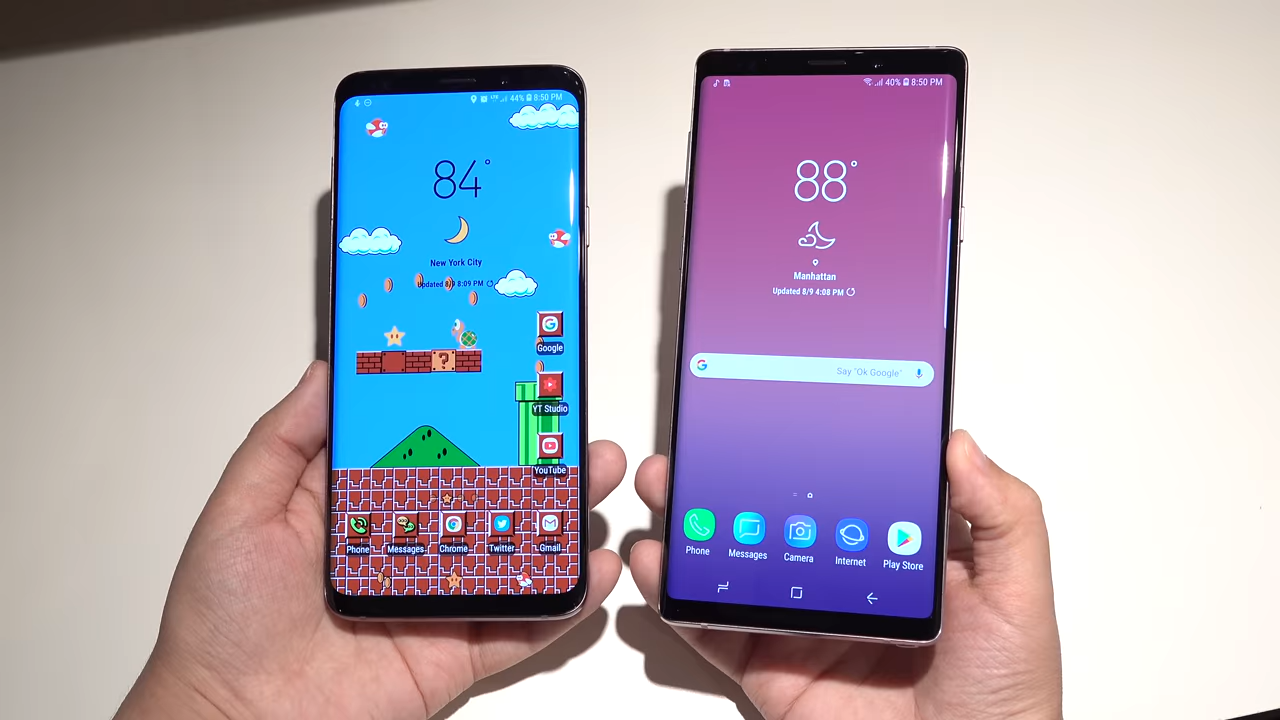 LTE 44% 8:50 PM
84°
New York City
Updated 8/9 8:09 PM
Google
?
YT Studio
YouTube
Phone
Messages
Chrome
Twitter
Gmail
40% 8:50 PM
88°
Manhattan
Updated 8/9 4:08 PM
G
Say "Ok Google"
Phone
Messages
Camera
Internet
Play Store